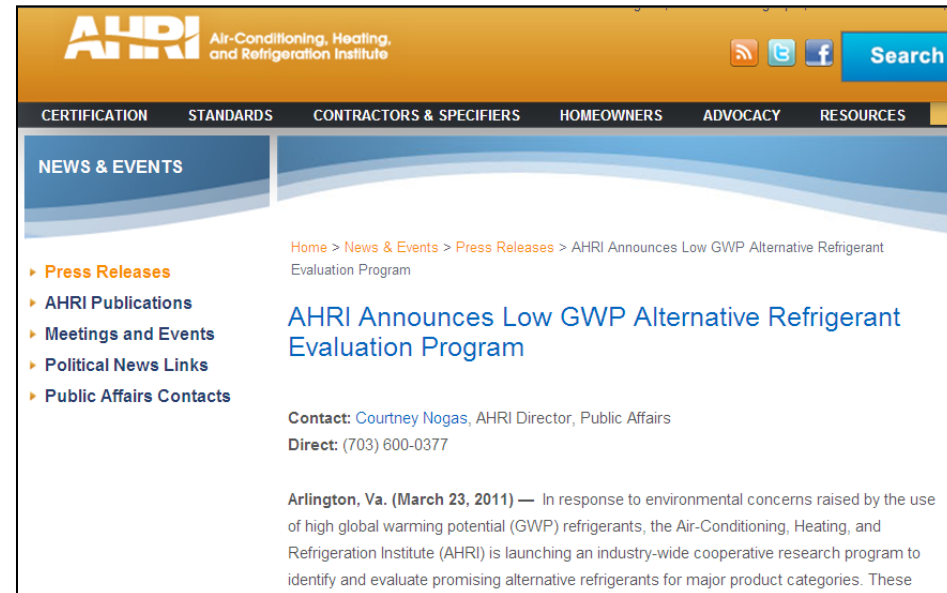 AHRI Air-Conditioning, Heating,
and Refrigeration Institute
Search
CERTIFICATION STANDARDS CONTRACTORS & SPECIFIERS HOMEOWNERS ADVOCACY RESOURCES
NEWS & EVENTS
Press Releases
AHRI Publications
Meetings and Events
Political News Links
Public Affairs Contacts
Home > News & Events > Press Releases > AHRI Announces Low GWP Alternative Refrigerant
Evaluation Program
AHRI Announces Low GWP Alternative Refrigerant
Evaluation Program
Contact: Courtney Nogas, AHRI Director, Public Affairs
Direct: (703) 600-0377
Arlington, Va. (March 23, 2011) — In response to environmental concerns raised by the use
of high global warming potential (GWP) refrigerants, the Air-Conditioning, Heating, and
Refrigeration Institute (AHRI) is launching an industry-wide cooperative research program to
identify and evaluate promising alternative refrigerants for major product categories. These